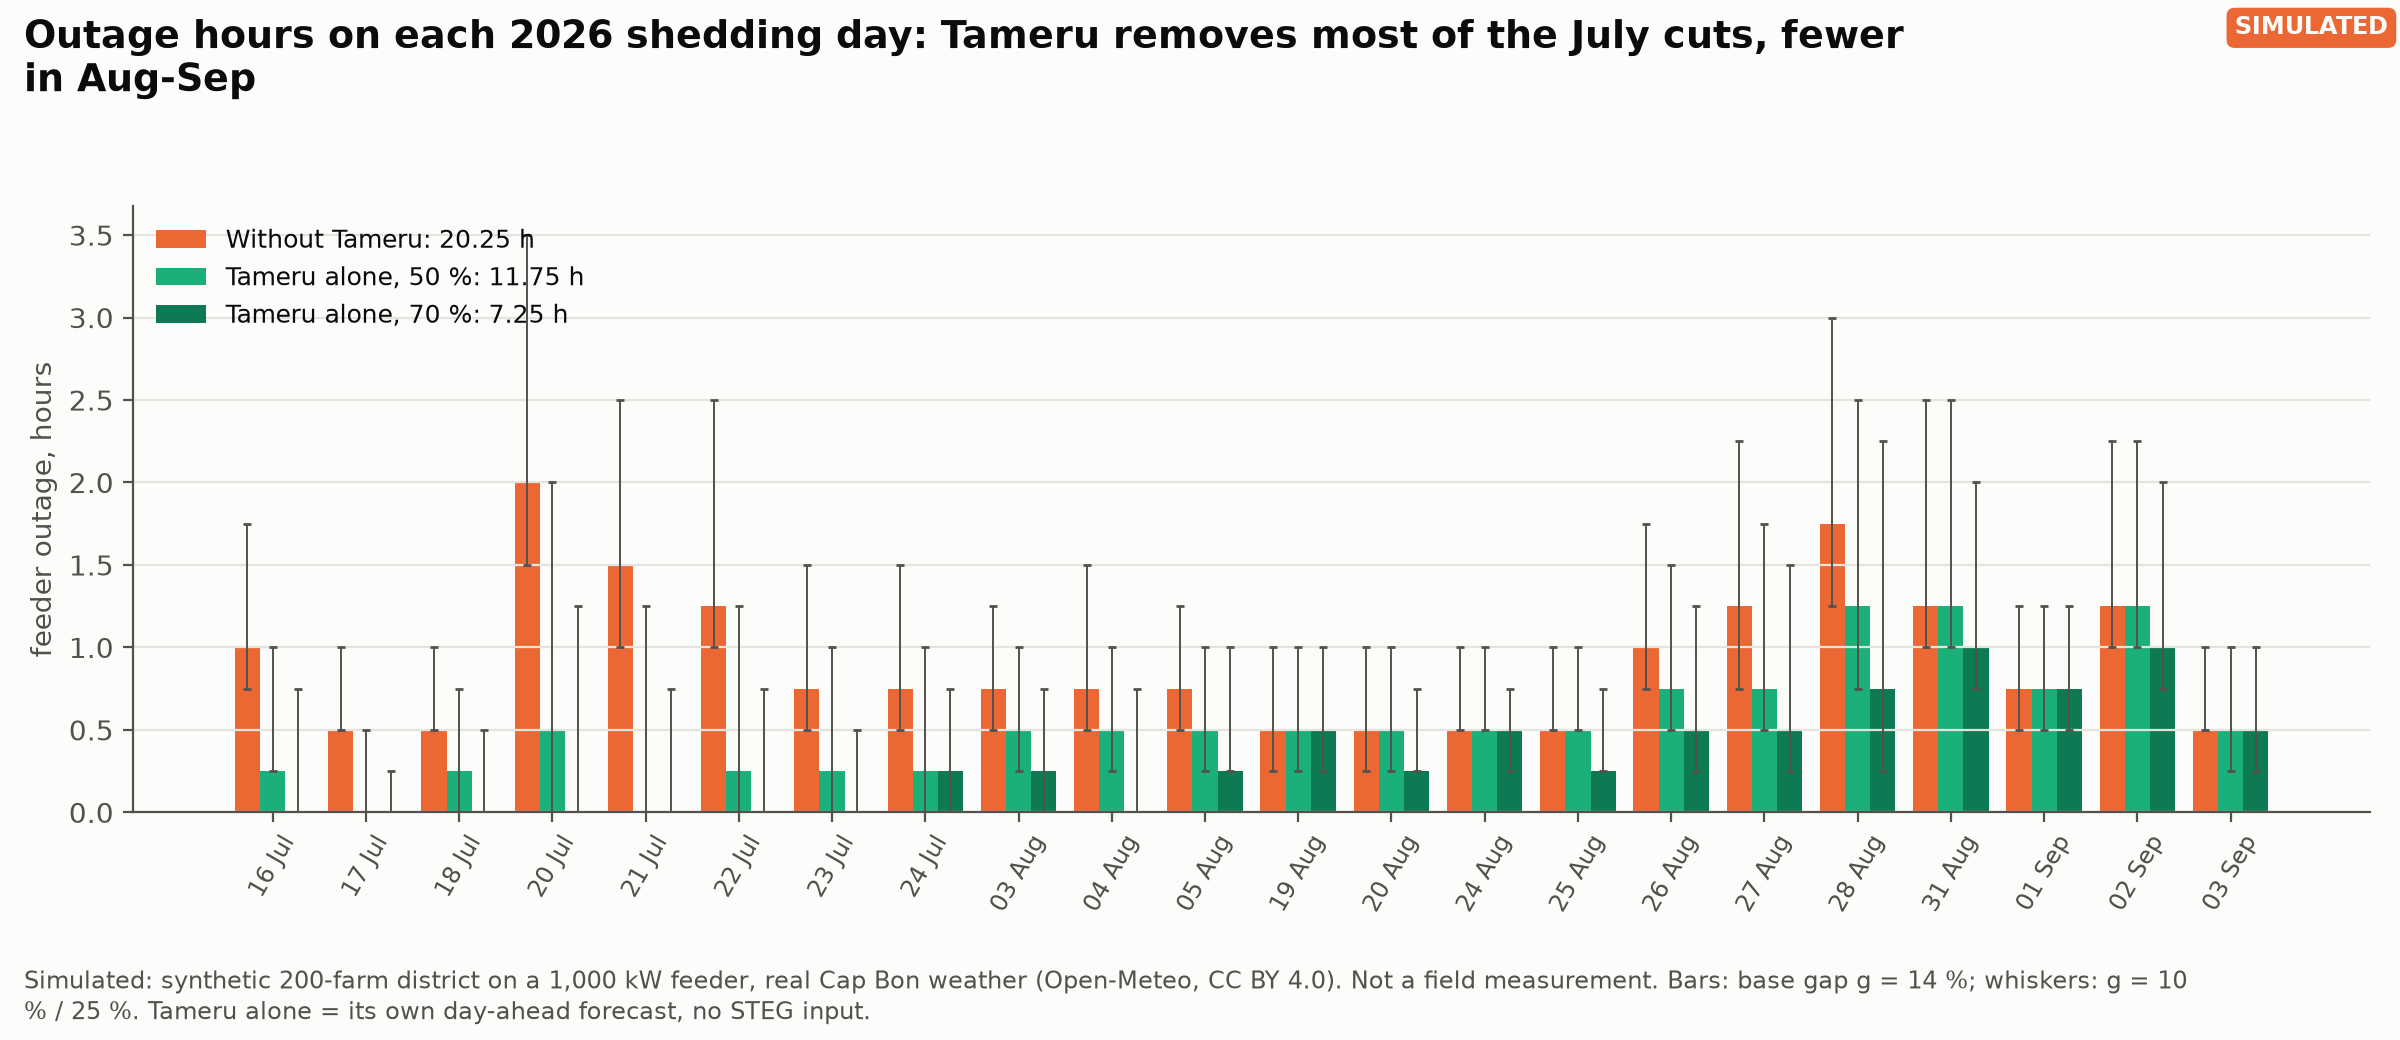 Outage hours on each 2026 shedding day: Tameru removes most of the July cuts, fewer
in Aug-Sep
SIMULATED
Without Tameru: 20.25 h
Tameru alone, 50 %: 11.75 h
Tameru alone, 70 %: 7.25 h
feeder outage, hours
3.5
3.0
2.5
2.0
1.5
1.0
0.5
0.0
16 Jul
17 Jul
18 Jul
20 Jul
21 Jul
22 Jul
23 Jul
24 Jul
03 Aug
04 Aug
05 Aug
19 Aug
20 Aug
24 Aug
25 Aug
26 Aug
27 Aug
28 Aug
31 Aug
01 Sep
02 Sep
03 Sep
Simulated: synthetic 200-farm district on a 1,000 kW feeder, real Cap Bon weather (Open-Meteo, CC BY 4.0). Not a field measurement. Bars: base gap g = 14 %; whiskers: g = 10
% / 25 %. Tameru alone = its own day-ahead forecast, no STEG input.